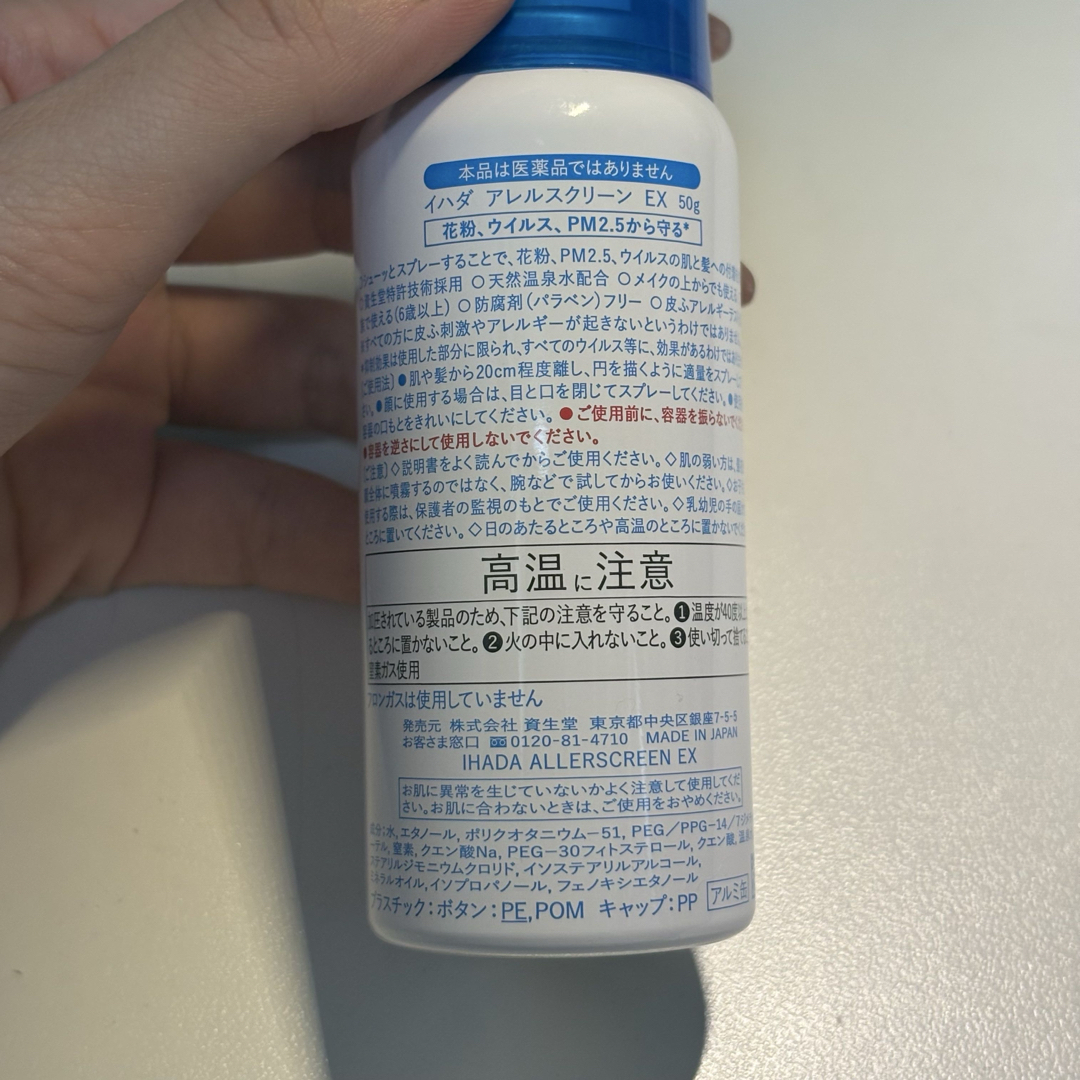 本品は医薬品ではありません
イハダ アレルスクリーン EX 50g
花粉、ウイルス、PM2.5から守る*
シューッとスプレーすることで、花粉、PM2.5、ウイルスの肌と髪への付着
資生堂特許技術採用 ○天然温泉水配合 ○メイクの上からでも使え
で使える(6歳以上) ○防腐剤(パラベン)フリー ○皮ふアレルギーテス
すべての方に皮ふ刺激やアレルギーが起きないというわけではありませ
抑制効果は使用した部分に限られ、すべてのウイルス等に、効果があるわけでは
ご使用法〕●肌や髪から20cm程度離し、円を描くように適量をスプレー
さい。●顔に使用する場合は、目と口を閉じてスプレーしてください。●使
容器の口もとをきれいにしてください。●ご使用前に、容器を振らないでくだ
●容器を逆さにして使用しないでください。
ご注意〕◇説明書をよく読んでからご使用ください。◇肌の弱い方は、
顔全体に噴霧するのではなく、腕などで試してからお使いください。◇お
使用する際は、保護者の監視のもとでご使用ください。◇乳幼児の手の
ところに置いてください。◇日のあたるところや高温のところに置かないでく
高温に注意
圧されている製品のため、下記の注意を守ること。❶温度が40度以上
るところに置かないこと。❷火の中に入れないこと。❸使い切って捨て
窒素ガス使用
フロンガスは使用していません
発売元 株式会社 資生堂 東京都中央区銀座7-5-5
お客さま窓口 0120-81-4710 MADE IN JAPAN
IHADA ALLERSCREEN EX
お肌に異常を生じていないかよく注意して使用してくだ
さい。お肌に合わないときは、ご使用をおやめください。
成分:水, エタノール, ポリクオタニウム-51, PEG/PPG-14/7ジ
ーテル, 窒素, クエン酸Na, PEG-30フィトステロール, クエン酸, 温
ステアリルジモニウムクロリド, イソステアリルアルコール,
ミネラルオイル, イソプロパノール, フェノキシエタノール
プラスチック:ボタン:PE,POM キャップ:PP アルミ缶